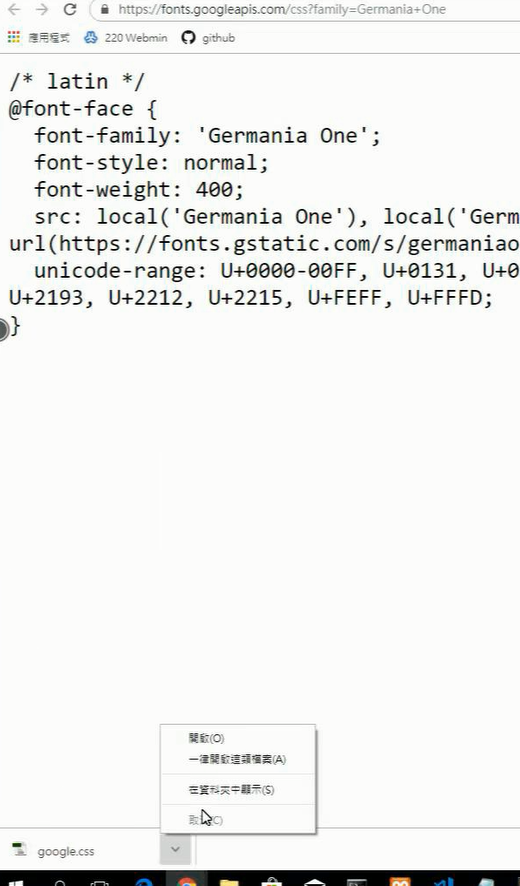 https://fonts.googleapis.com/css?family=Germania+One
應用程式 220 Webmin github
/* latin */
@font-face {
font-family: 'Germania One';
font-style: normal;
font-weight: 400;
src: local('Germania One'), local('Germ
url(https://fonts.gstatic.com/s/germaniao
unicode-range: U+0000-00FF, U+0131, U+0
U+2193, U+2212, U+2215, U+FEFF, U+FFFD;
}
開啟(O)
一律開啟這類檔案(A)
在資料夾中顯示(S)
google.css